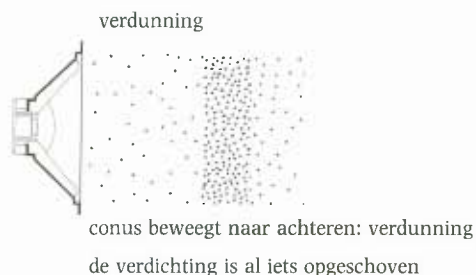 verdunning
conus beweegt naar achteren: verdunning
de verdichting is al iets opgeschoven